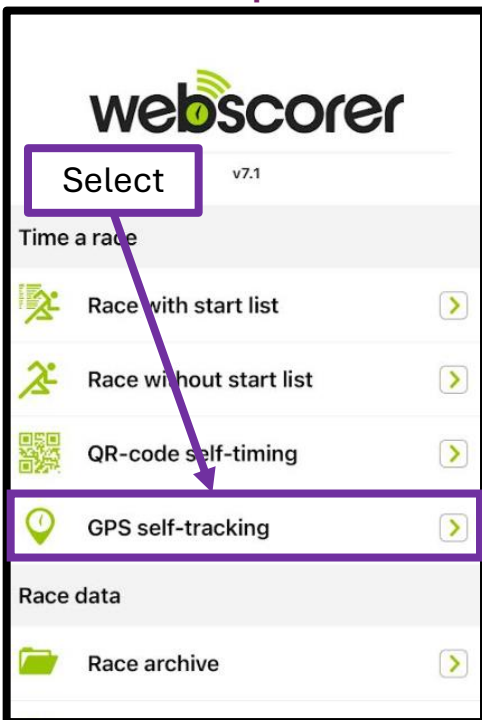 webscorer
Select
v7.1
Time a race
Race with start list
Race without start list
QR-code self-timing
GPS self-tracking
Race data
Race archive